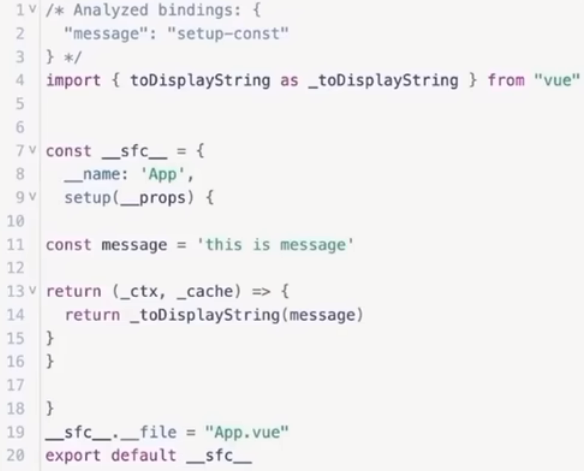 1 /* Analyzed bindings: {
2   "message": "setup-const"
3 } */
4 import { toDisplayString as _toDisplayString } from "vue"
5
6
7 const __sfc__ = {
8   __name: 'App',
9   setup(__props) {
10
11 const message = 'this is message'
12
13 return (_ctx, _cache) => {
14   return _toDisplayString(message)
15 }
16 }
17
18 }
19 __sfc__.__file = "App.vue"
20 export default __sfc__